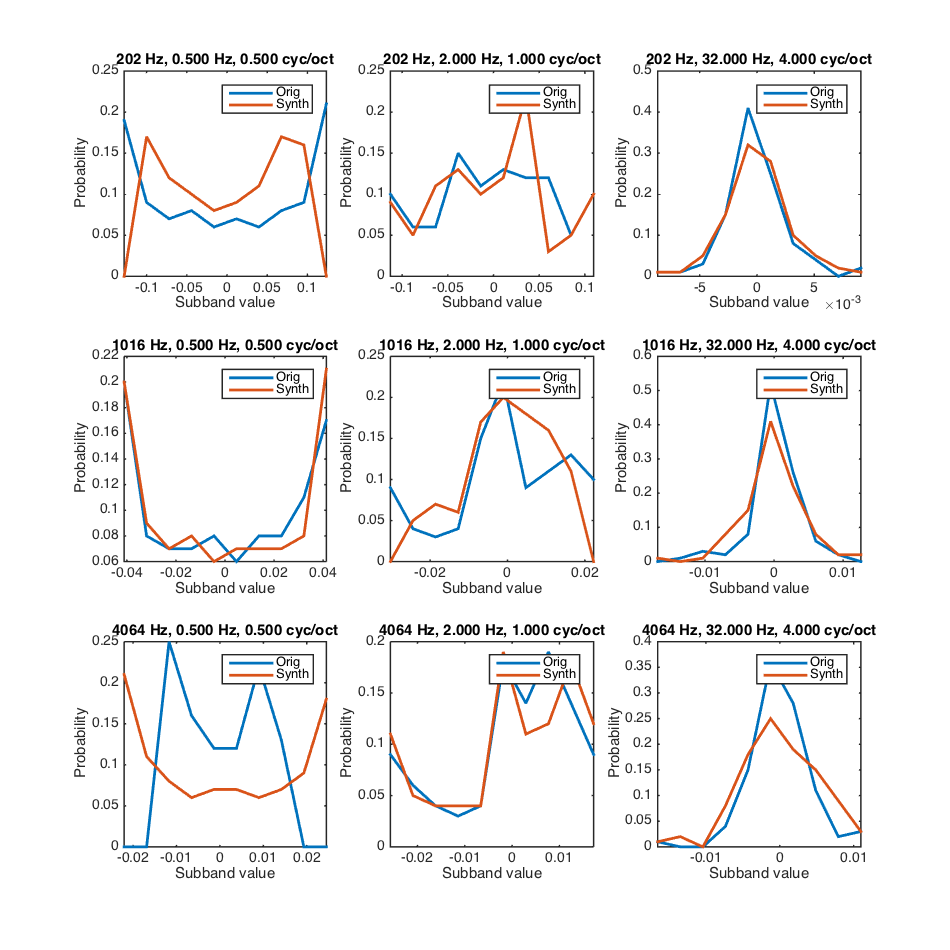 202 Hz, 0.500 Hz, 0.500 cyc/oct
0.25
0.2
0.15
0.1
0.05
0
Probability
Orig
Synth
-0.1 -0.05 0 0.05 0.1
Subband value
202 Hz, 2.000 Hz, 1.000 cyc/oct
0.25
0.2
0.15
0.1
0.05
0
Probability
Orig
Synth
-0.1 -0.05 0 0.05 0.1
Subband value
202 Hz, 32.000 Hz, 4.000 cyc/oct
0.5
0.4
0.3
0.2
0.1
0
Probability
Orig
Synth
-5 0 5
×10-3
Subband value
1016 Hz, 0.500 Hz, 0.500 cyc/oct
0.22
0.2
0.18
0.16
0.14
0.12
0.1
0.08
0.06
Probability
Orig
Synth
-0.04 -0.02 0 0.02 0.04
Subband value
1016 Hz, 2.000 Hz, 1.000 cyc/oct
0.25
0.2
0.15
0.1
0.05
0
Probability
Orig
Synth
-0.02 0 0.02
Subband value
1016 Hz, 32.000 Hz, 4.000 cyc/oct
0.6
0.5
0.4
0.3
0.2
0.1
0
Probability
Orig
Synth
-0.01 0 0.01
Subband value
4064 Hz, 0.500 Hz, 0.500 cyc/oct
0.25
0.2
0.15
0.1
0.05
0
Probability
Orig
Synth
-0.02 -0.01 0 0.01 0.02
Subband value
4064 Hz, 2.000 Hz, 1.000 cyc/oct
0.2
0.15
0.1
0.05
0
Probability
Orig
Synth
-0.02 -0.01 0 0.01
Subband value
4064 Hz, 32.000 Hz, 4.000 cyc/oct
0.4
0.35
0.3
0.25
0.2
0.15
0.1
0.05
0
Probability
Orig
Synth
-0.01 0 0.01
Subband value